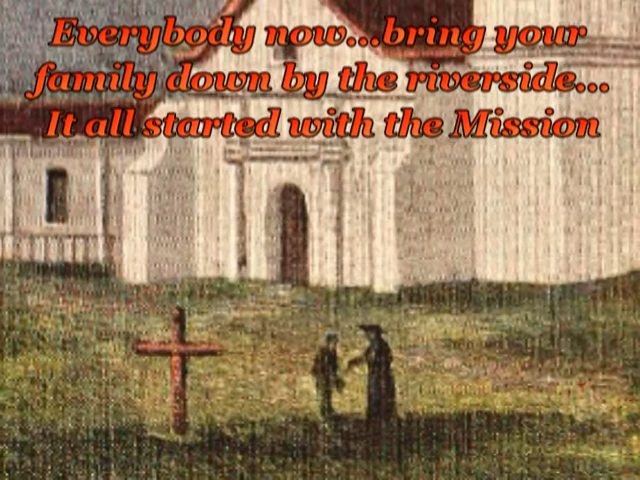 Everybody now...bring your
family down by the riverside...
It all started with the Mission